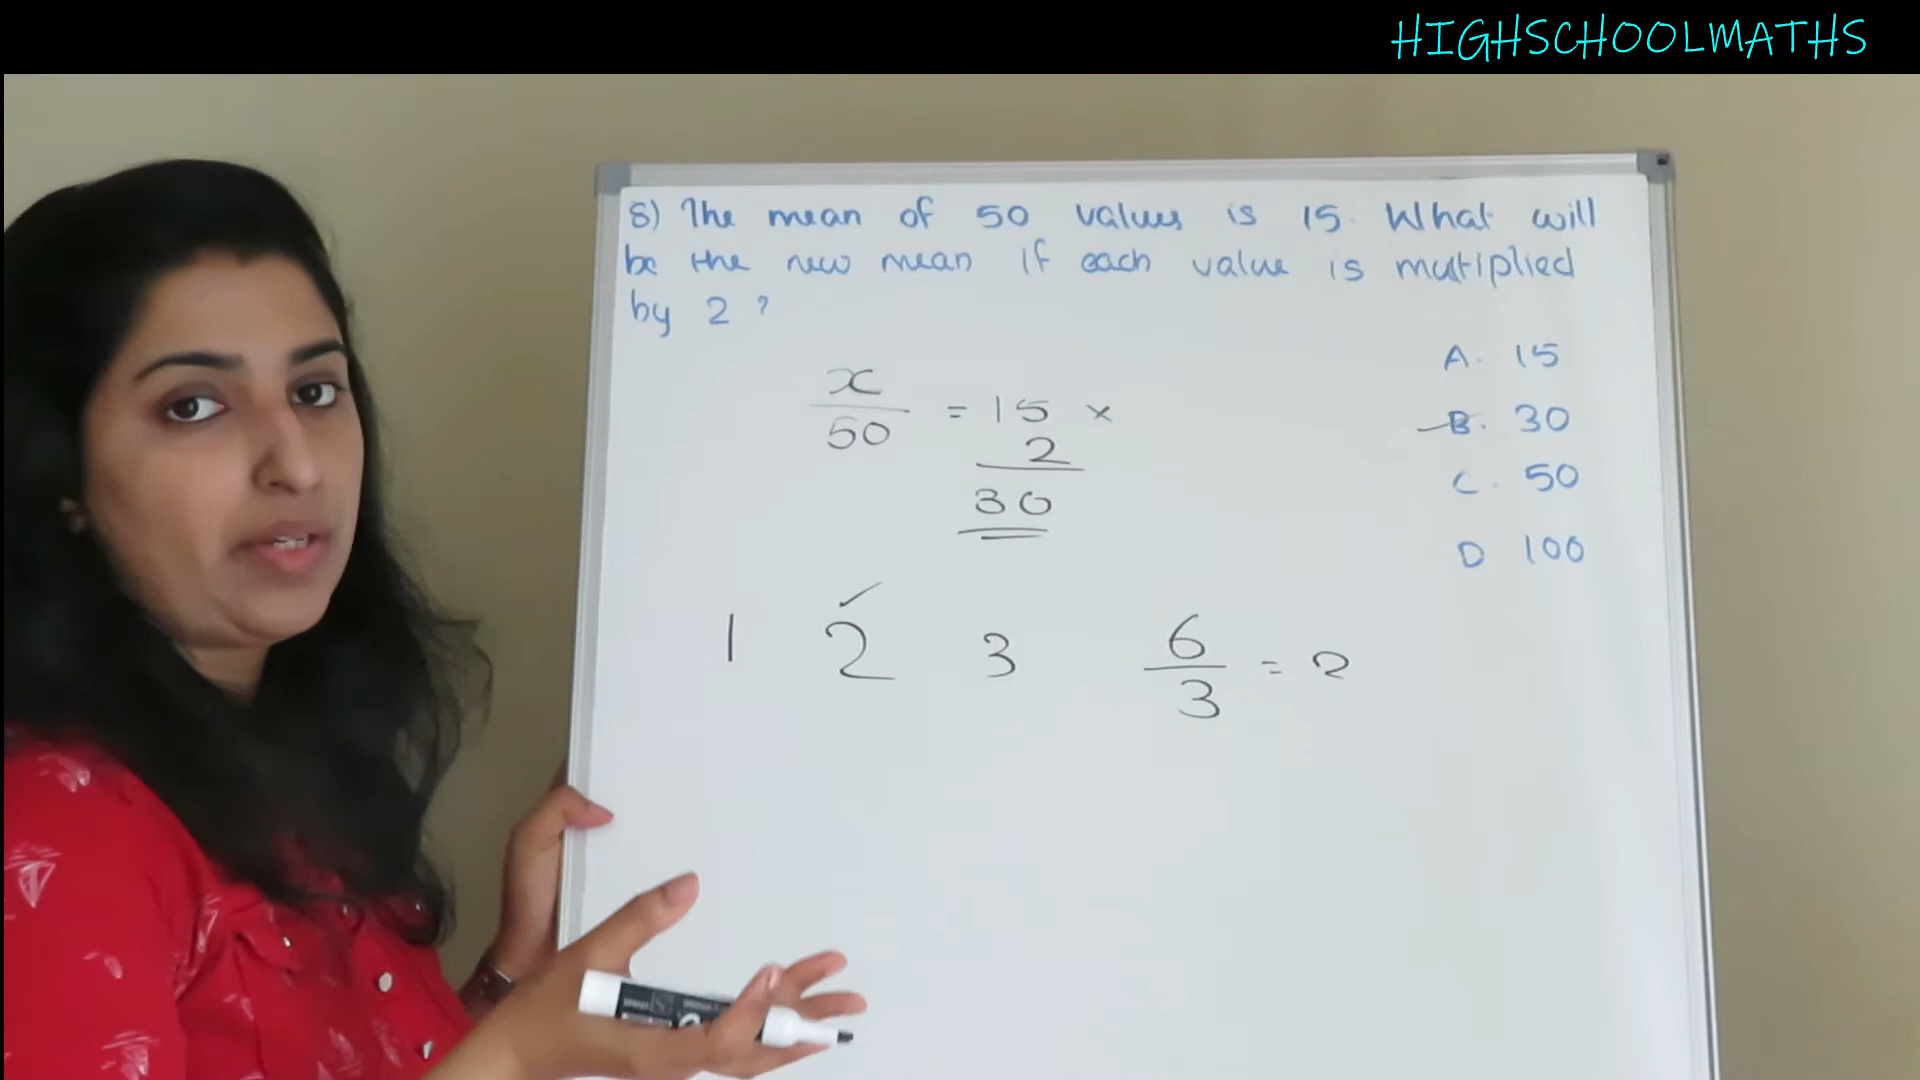 HIGHSCHOOLMATHS
8) The mean of 50 values is 15. What will
be the new mean if each value is multiplied
by 2 ?
A. 15
x
50
= 15 ×
B. 30
2
C. 50
30
D 100
1 2 3
6
3
= 2